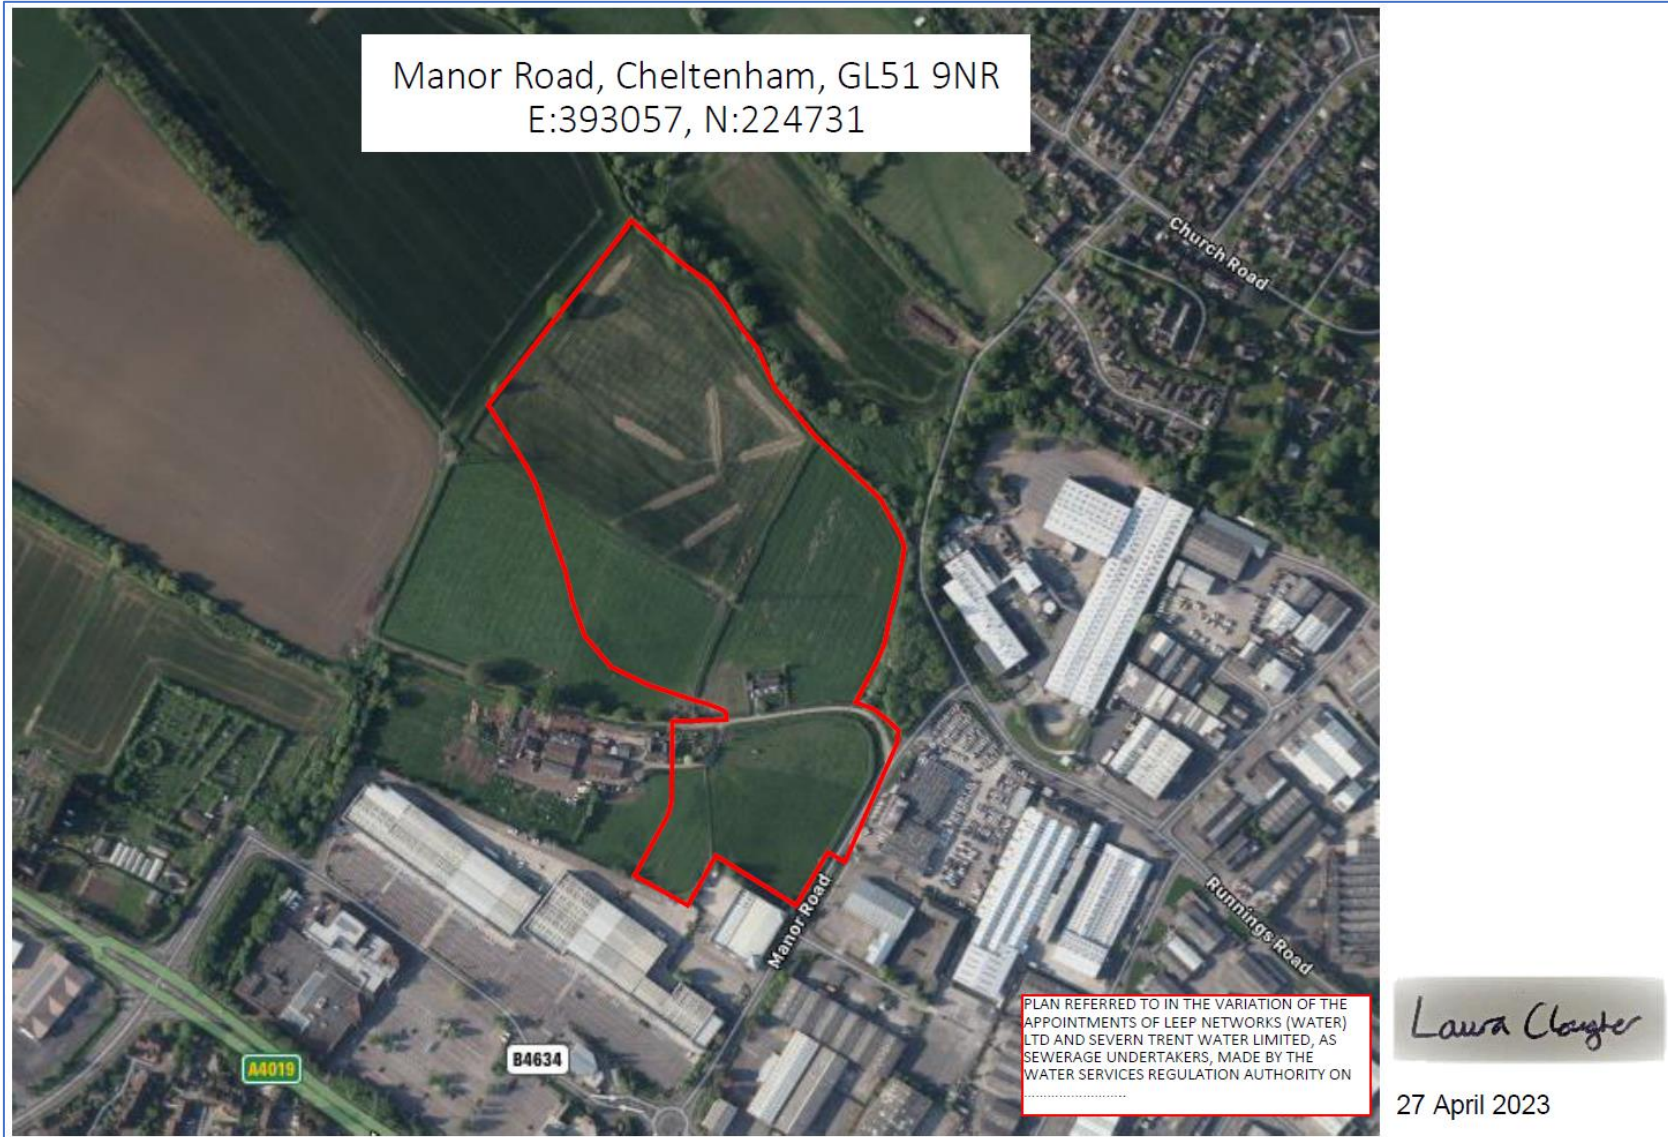 Manor Road, Cheltenham, GL51 9NR
E:393057, N:224731
Church Road
Manor Road
Runnings Road
A4019
B4634
PLAN REFERRED TO IN THE VARIATION OF THE
APPOINTMENTS OF LEEP NETWORKS (WATER)
LTD AND SEVERN TRENT WATER LIMITED, AS
SEWERAGE UNDERTAKERS, MADE BY THE
WATER SERVICES REGULATION AUTHORITY ON
..........................
Laura Clougher
27 April 2023